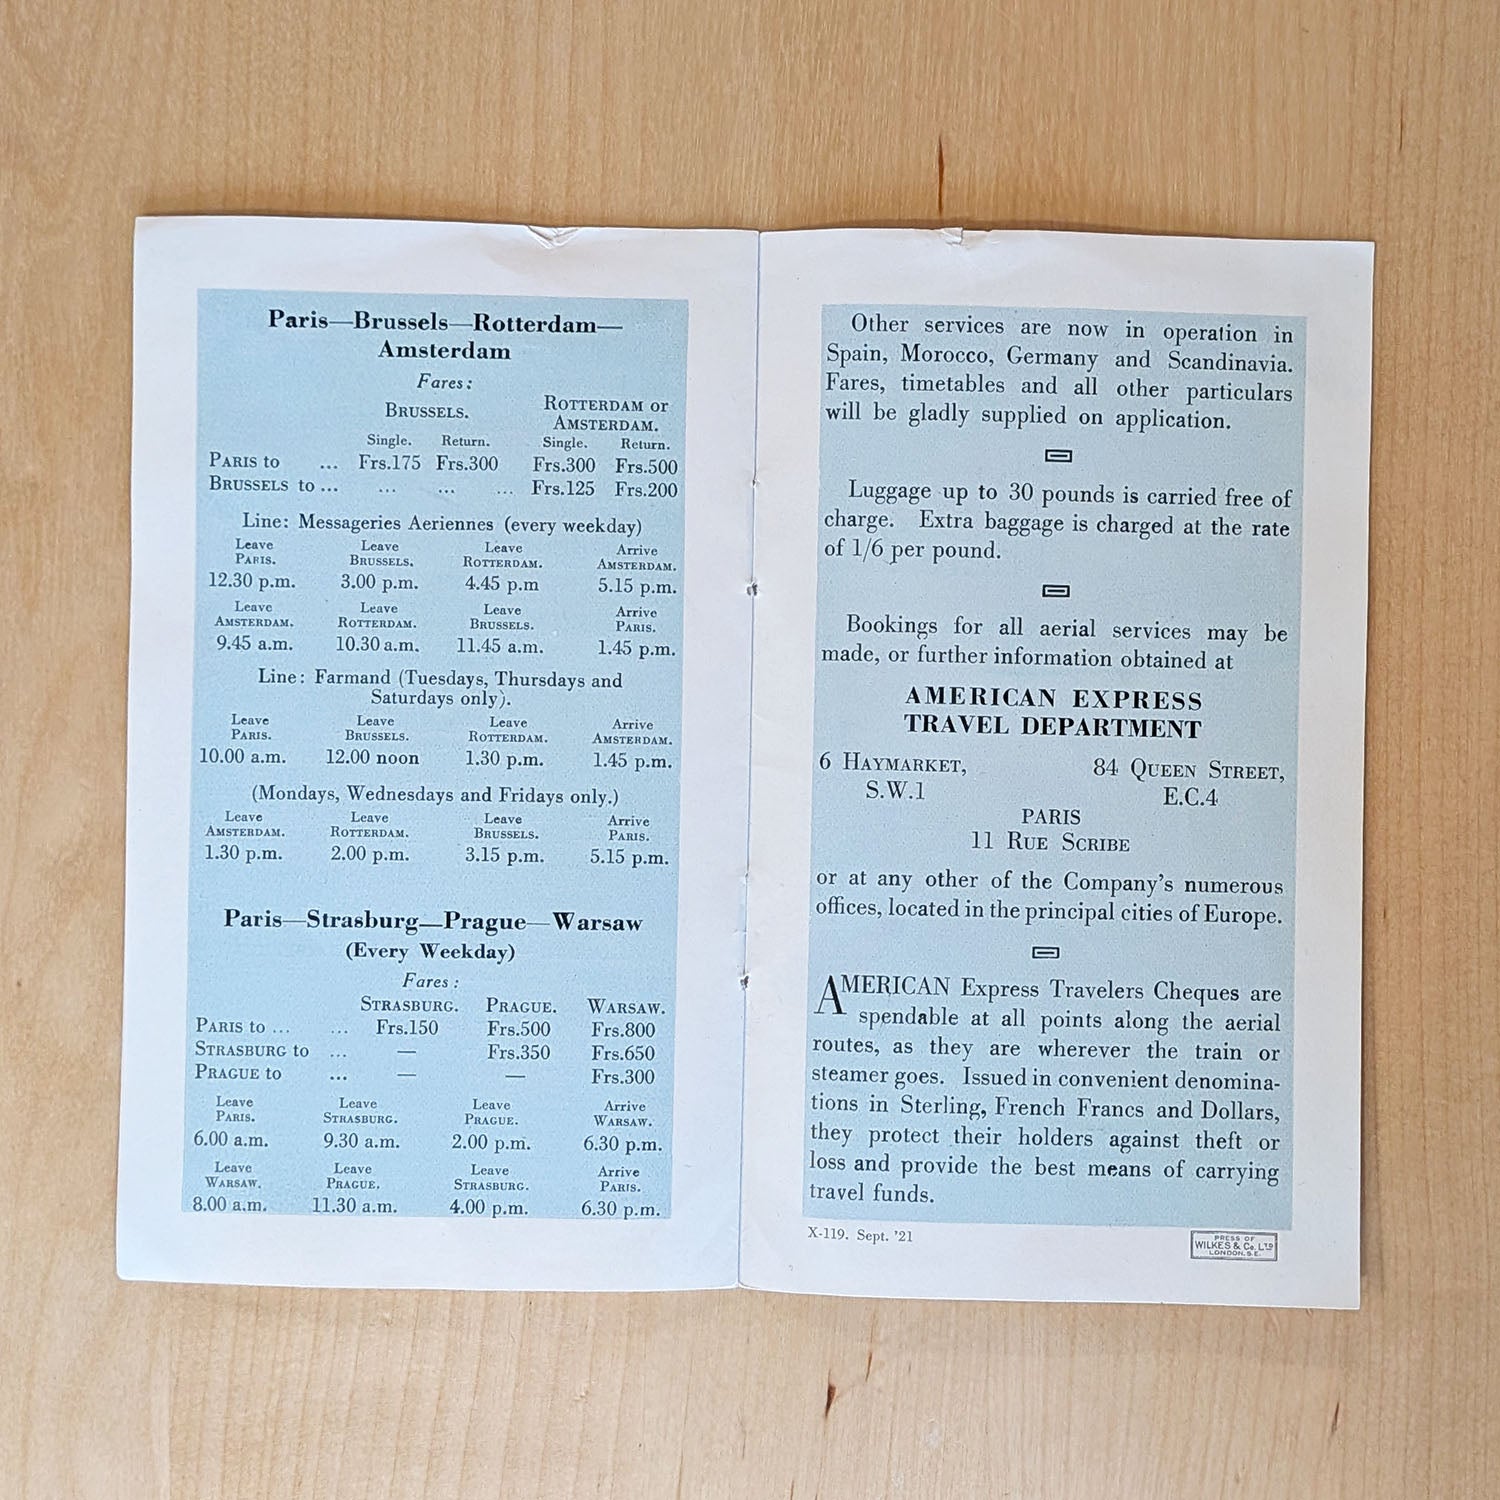 Paris—Brussels—Rotterdam—
Amsterdam
Fares:
BRUSSELS. ROTTERDAM OR
AMSTERDAM.
Single. Return. Single. Return.
PARIS to ... Frs.175 Frs.300 Frs.300 Frs.500
BRUSSELS to ... ... ... ... Frs.125 Frs.200
Line: Messageries Aeriennes (every weekday)
Leave Leave Leave Arrive
PARIS. BRUSSELS. ROTTERDAM. AMSTERDAM.
12.30 p.m. 3.00 p.m. 4.45 p.m 5.15 p.m.
Leave Leave Leave Arrive
AMSTERDAM. ROTTERDAM. BRUSSELS. PARIS.
9.45 a.m. 10.30 a.m. 11.45 a.m. 1.45 p.m.
Line: Farmand (Tuesdays, Thursdays and
Saturdays only).
Leave Leave Leave Arrive
PARIS. BRUSSELS. ROTTERDAM. AMSTERDAM.
10.00 a.m. 12.00 noon 1.30 p.m. 1.45 p.m.
(Mondays, Wednesdays and Fridays only.)
Leave Leave Leave Arrive
AMSTERDAM. ROTTERDAM. BRUSSELS. PARIS.
1.30 p.m. 2.00 p.m. 3.15 p.m. 5.15 p.m.
Paris—Strasburg—Prague—Warsaw
(Every Weekday)
Fares:
STRASBURG. PRAGUE. WARSAW.
PARIS to ... ... Frs.150 Frs.500 Frs.800
STRASBURG to ... — Frs.350 Frs.650
PRAGUE to ... — — Frs.300
Leave Leave Leave Arrive
PARIS. STRASBURG. PRAGUE. WARSAW.
6.00 a.m. 9.30 a.m. 2.00 p.m. 6.30 p.m.
Leave Leave Leave Arrive
WARSAW. PRAGUE. STRASBURG. PARIS.
8.00 a.m. 11.30 a.m. 4.00 p.m. 6.30 p.m.
Other services are now in operation in
Spain, Morocco, Germany and Scandinavia.
Fares, timetables and all other particulars
will be gladly supplied on application.
Luggage up to 30 pounds is carried free of
charge. Extra baggage is charged at the rate
of 1/6 per pound.
Bookings for all aerial services may be
made, or further information obtained at
AMERICAN EXPRESS
TRAVEL DEPARTMENT
6 HAYMARKET, 84 QUEEN STREET,
S.W.1 E.C.4
PARIS
11 RUE SCRIBE
or at any other of the Company's numerous
offices, located in the principal cities of Europe.
AMERICAN Express Travelers Cheques are
spendable at all points along the aerial
routes, as they are wherever the train or
steamer goes. Issued in convenient denomina-
tions in Sterling, French Francs and Dollars,
they protect their holders against theft or
loss and provide the best means of carrying
travel funds.
X-119. Sept. '21
PRESS OF
WILKES & Co. LTD
LONDON. S.E.